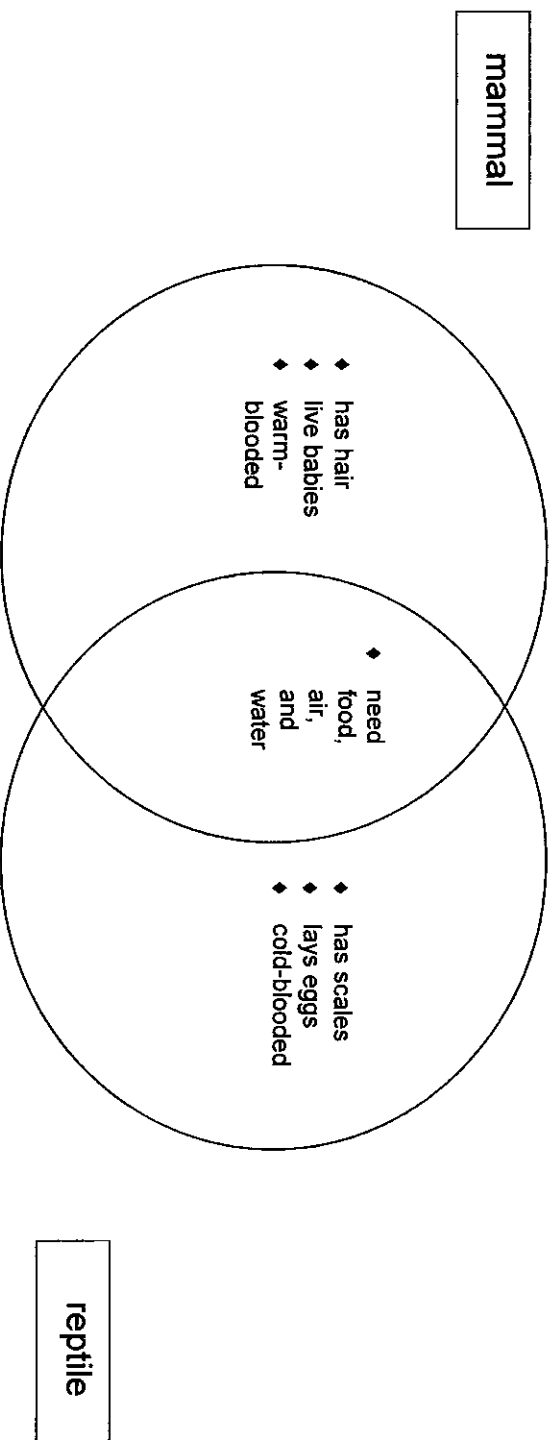 mammal
♦ has hair
♦ live babies
♦ warm-
blooded
♦ need
food,
air,
and
water
♦ has scales
♦ lays eggs
♦ cold-blooded
reptile